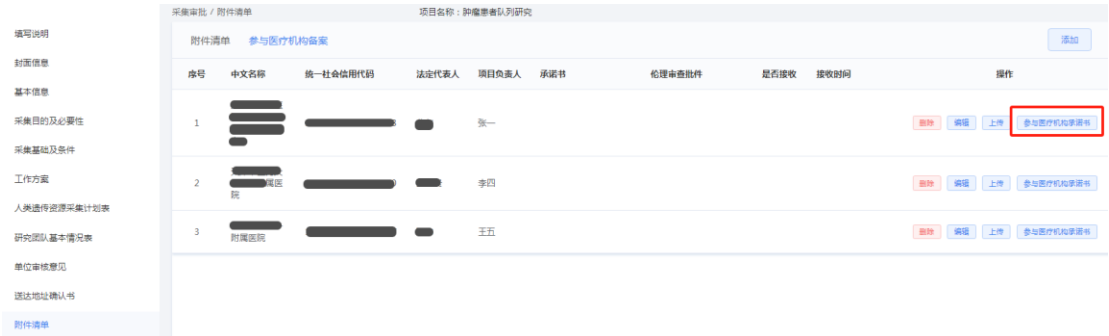 采集审批 / 附件清单 项目名称：肿瘤患者队列研究
填写说明
封面信息
基本信息
采集目的及必要性
采集基础及条件
工作方案
人类遗传资源采集计划表
研究团队基本情况表
单位审核意见
送达地址确认书
附件清单
附件清单 参与医疗机构备案 添加
序号 中文名称 统一社会信用代码 法定代表人 项目负责人 承诺书 伦理审查批件 是否接收 接收时间 操作
1 张一 删除 编辑 上传 参与医疗机构承诺书
2 属医院 李四 删除 编辑 上传 参与医疗机构承诺书
3 附属医院 王五 删除 编辑 上传 参与医疗机构承诺书